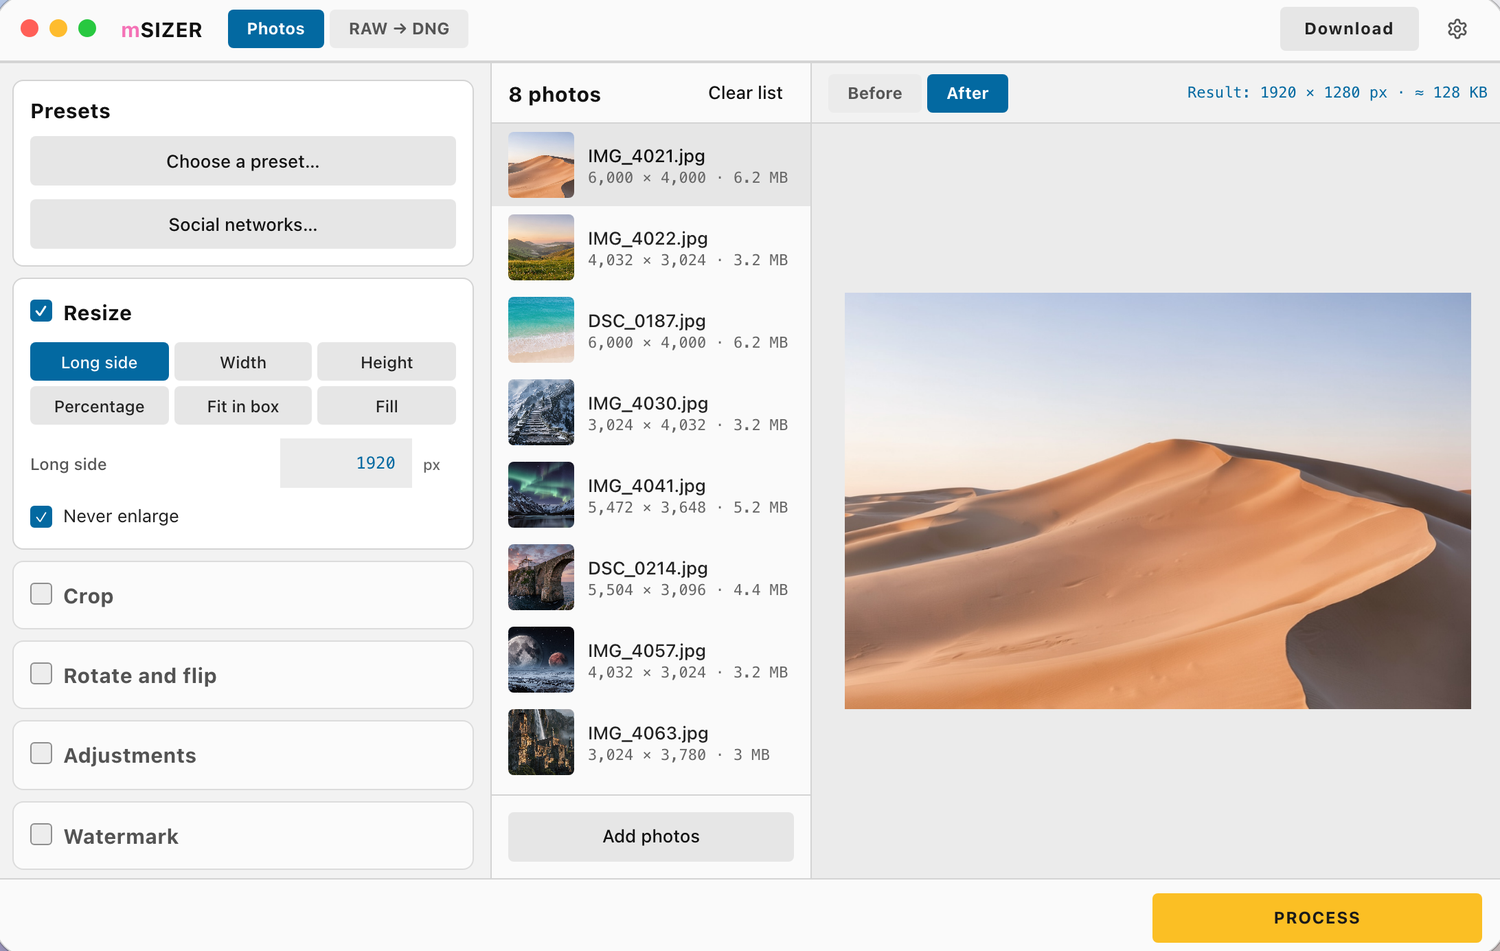 mSIZER
Photos
RAW → DNG
Download
Presets
Choose a preset...
Social networks...
Resize
Long side
Width
Height
Percentage
Fit in box
Fill
Long side
1920
px
Never enlarge
Crop
Rotate and flip
Adjustments
Watermark
8 photos
Clear list
IMG_4021.jpg
6,000 × 4,000 · 6.2 MB
IMG_4022.jpg
4,032 × 3,024 · 3.2 MB
DSC_0187.jpg
6,000 × 4,000 · 6.2 MB
IMG_4030.jpg
3,024 × 4,032 · 3.2 MB
IMG_4041.jpg
5,472 × 3,648 · 5.2 MB
DSC_0214.jpg
5,504 × 3,096 · 4.4 MB
IMG_4057.jpg
4,032 × 3,024 · 3.2 MB
IMG_4063.jpg
3,024 × 3,780 · 3 MB
Add photos
Before
After
Result: 1920 × 1280 px · ≈ 128 KB
PROCESS